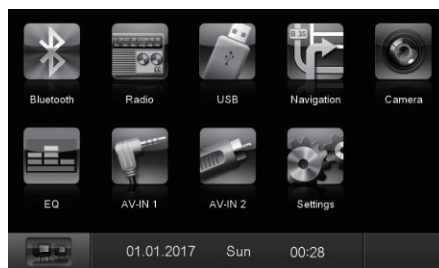 B 35
Bluetooth Radio USB Navigation Camera
EQ AV-IN 1 AV-IN 2 Settings
01.01.2017 Sun 00:28